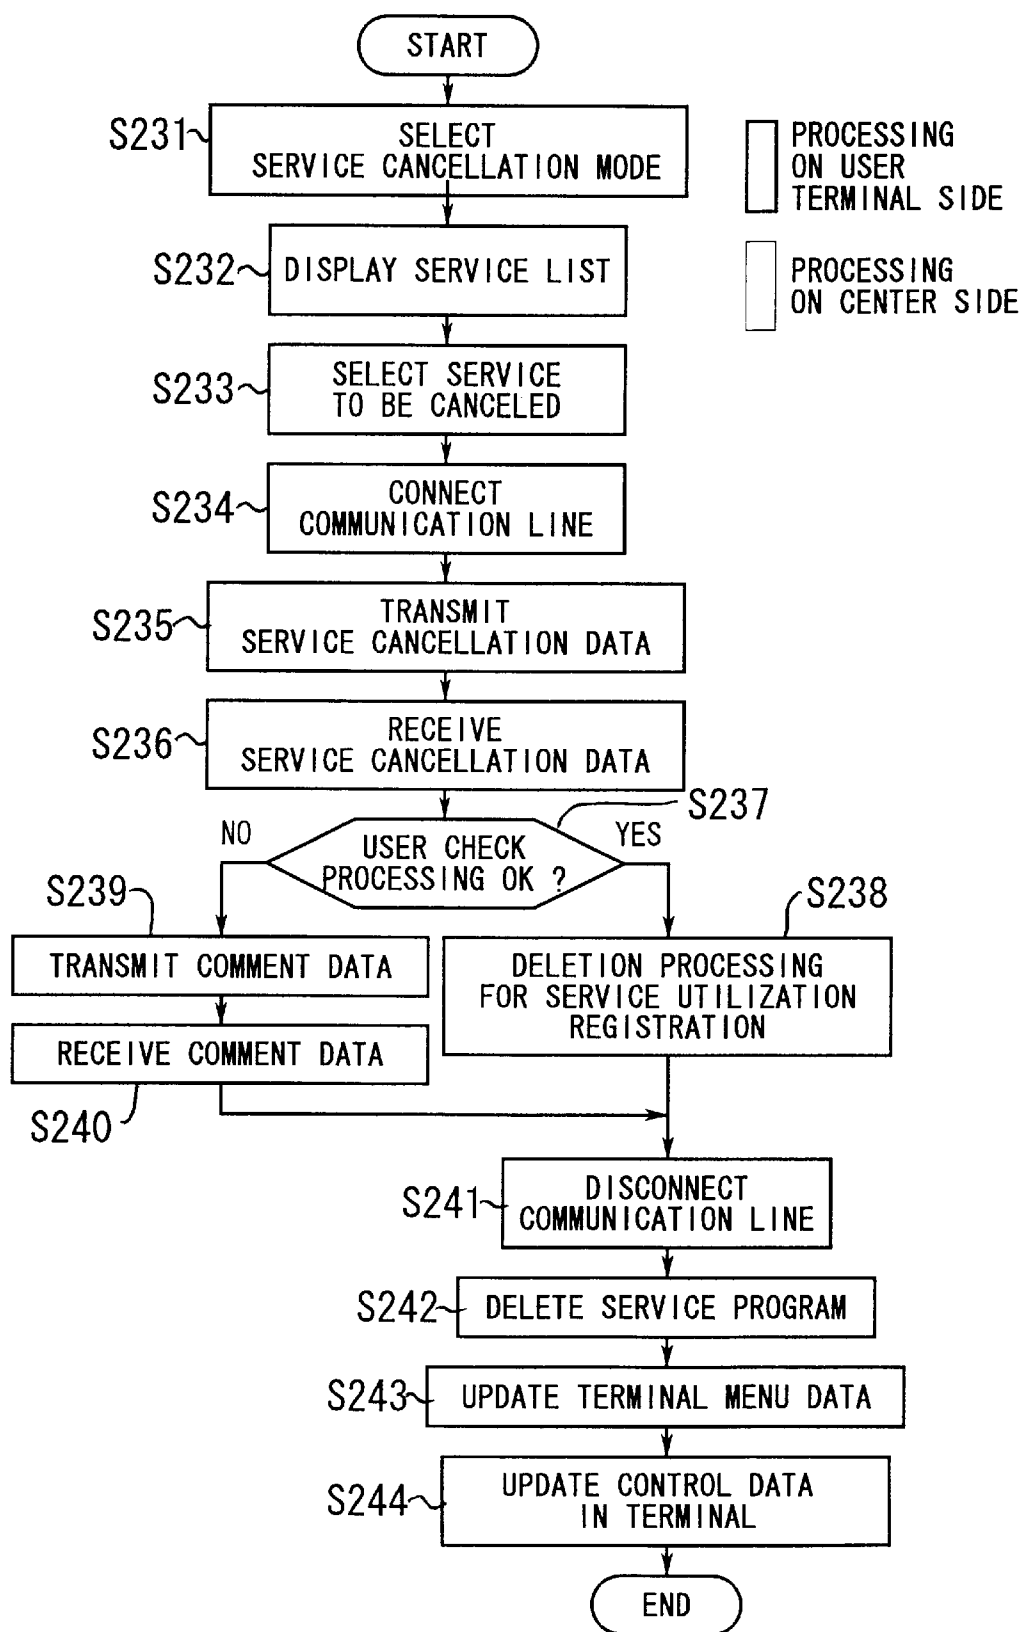 START
S231
SELECT
SERVICE CANCELLATION MODE
PROCESSING
ON USER
TERMINAL SIDE
S232
DISPLAY SERVICE LIST
PROCESSING
ON CENTER SIDE
S233
SELECT SERVICE
TO BE CANCELED
S234
CONNECT
COMMUNICATION LINE
S235
TRANSMIT
SERVICE CANCELLATION DATA
S236
RECEIVE
SERVICE CANCELLATION DATA
S237
NO
YES
USER CHECK
PROCESSING OK ?
S239
S238
TRANSMIT COMMENT DATA
DELETION PROCESSING
FOR SERVICE UTILIZATION
REGISTRATION
RECEIVE COMMENT DATA
S240
S241
DISCONNECT
COMMUNICATION LINE
S242
DELETE SERVICE PROGRAM
S243
UPDATE TERMINAL MENU DATA
S244
UPDATE CONTROL DATA
IN TERMINAL
END